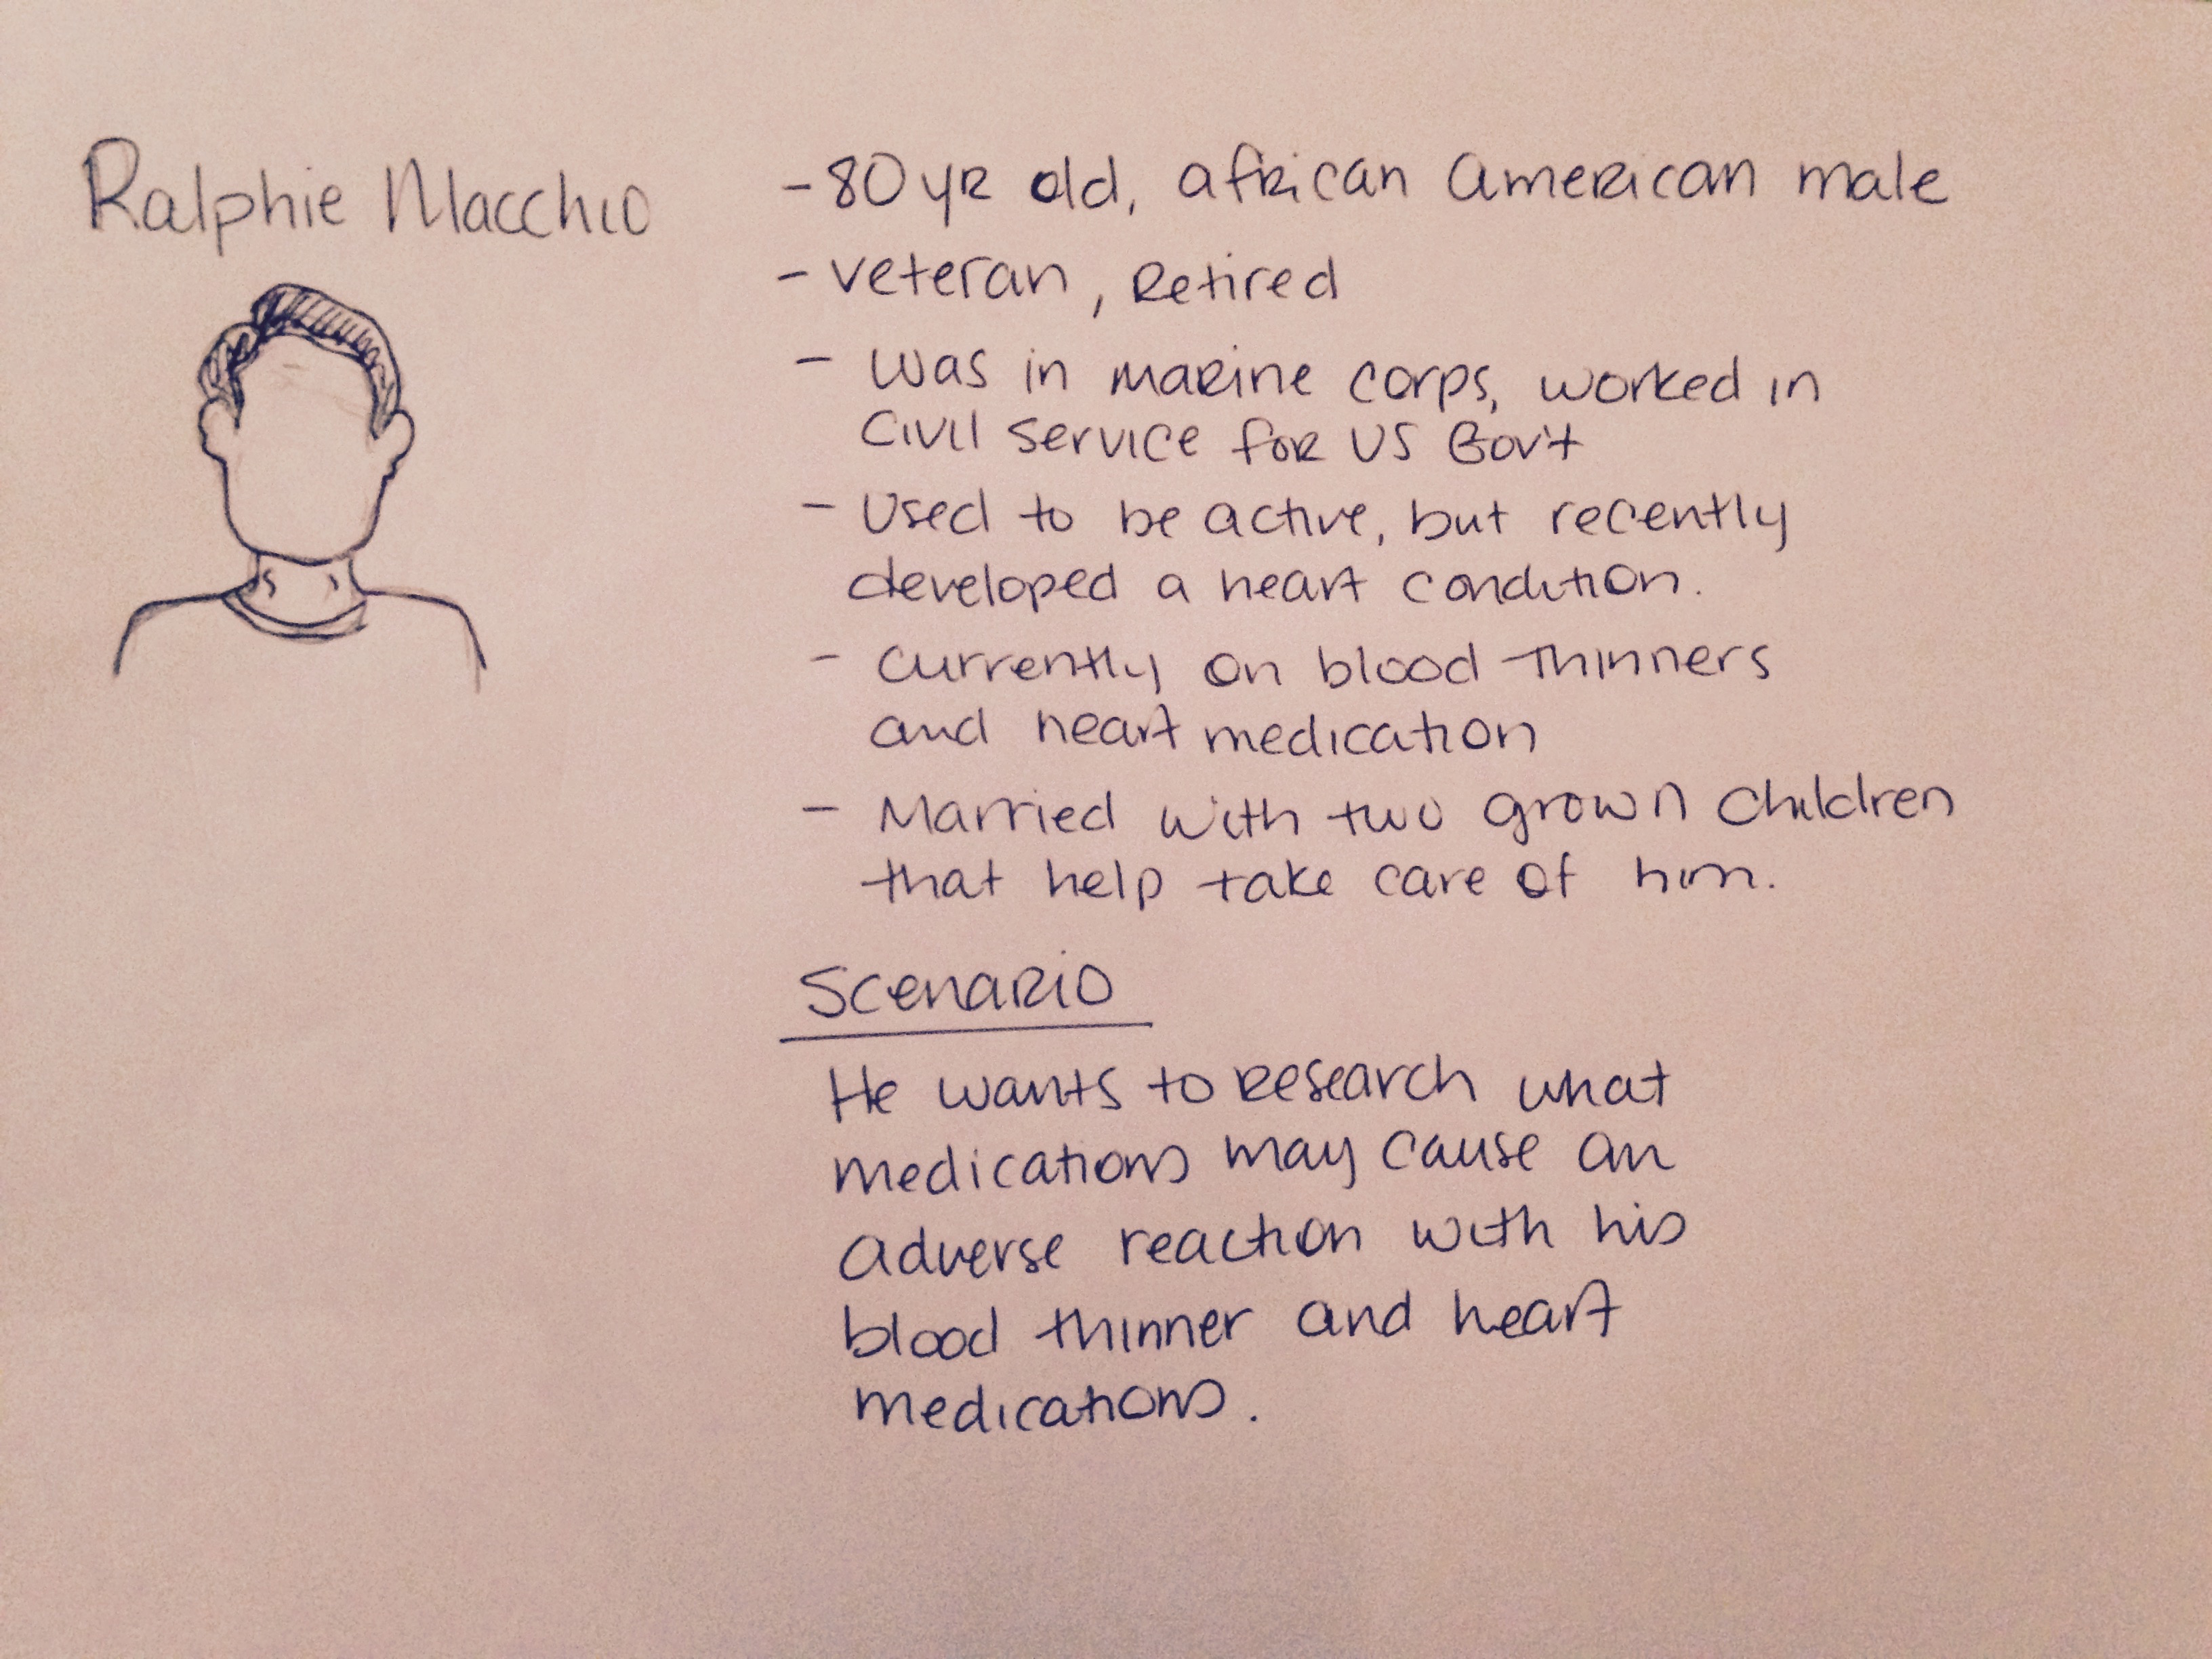 Ralphie Macchio
- 80 yr old, african american male
- veteran, Retired
- was in marine corps, worked in
civil service for US Gov't
- Used to be active, but recently
developed a heart condition.
- currently on blood thinners
and heart medication
- Married with two grown children
that help take care of him.
Scenario
He wants to research what
medications may cause an
adverse reaction with his
blood thinner and heart
medications.